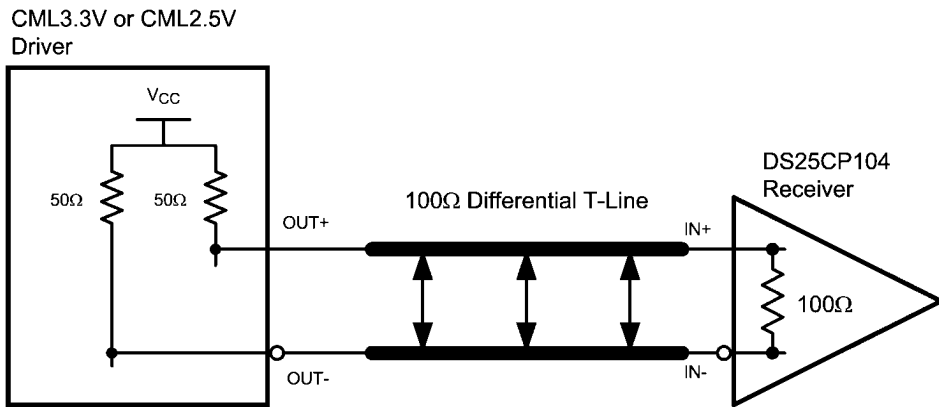 CML3.3V or CML2.5V
Driver
VCC
50Ω
50Ω
OUT+
100Ω Differential T-Line
IN+
DS25CP104
Receiver
100Ω
OUT-
IN-